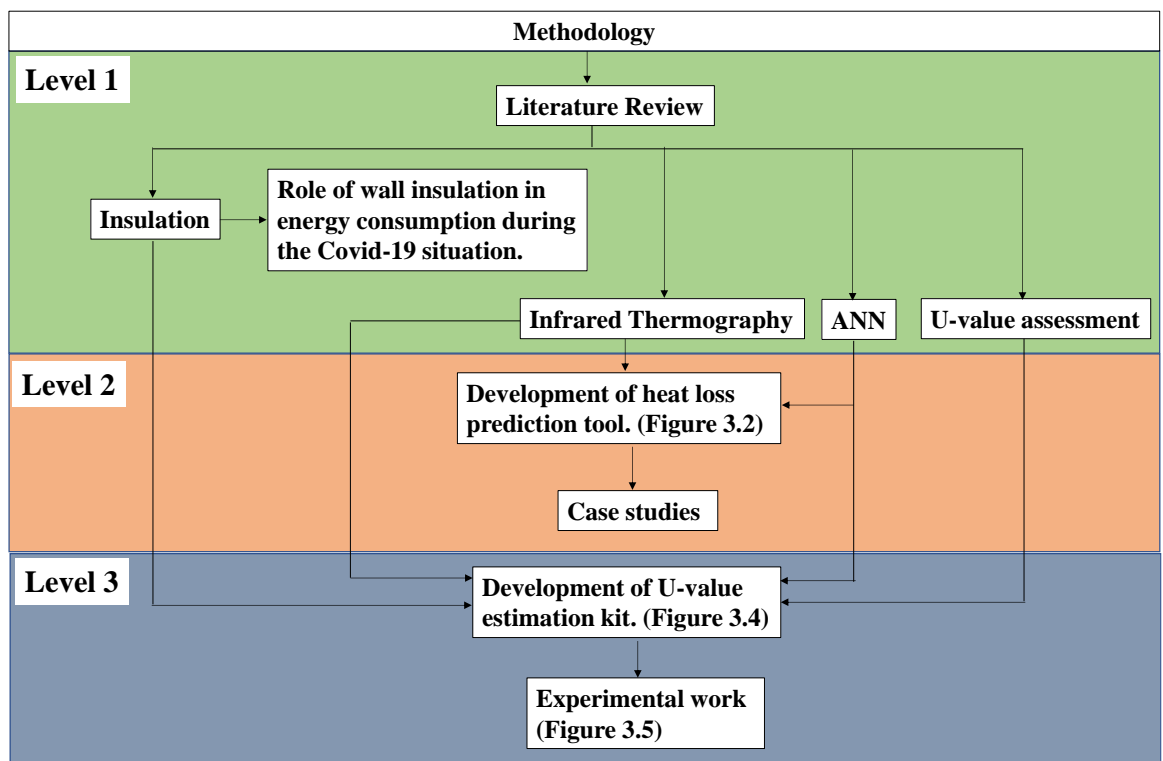 Methodology
Level 1
Literature Review
Role of wall insulation in
energy consumption during
the Covid-19 situation.
Insulation
Infrared Thermography
ANN
U-value assessment
Level 2
Development of heat loss
prediction tool. (Figure 3.2)
Case studies
Level 3
Development of U-value
estimation kit. (Figure 3.4)
Experimental work
(Figure 3.5)